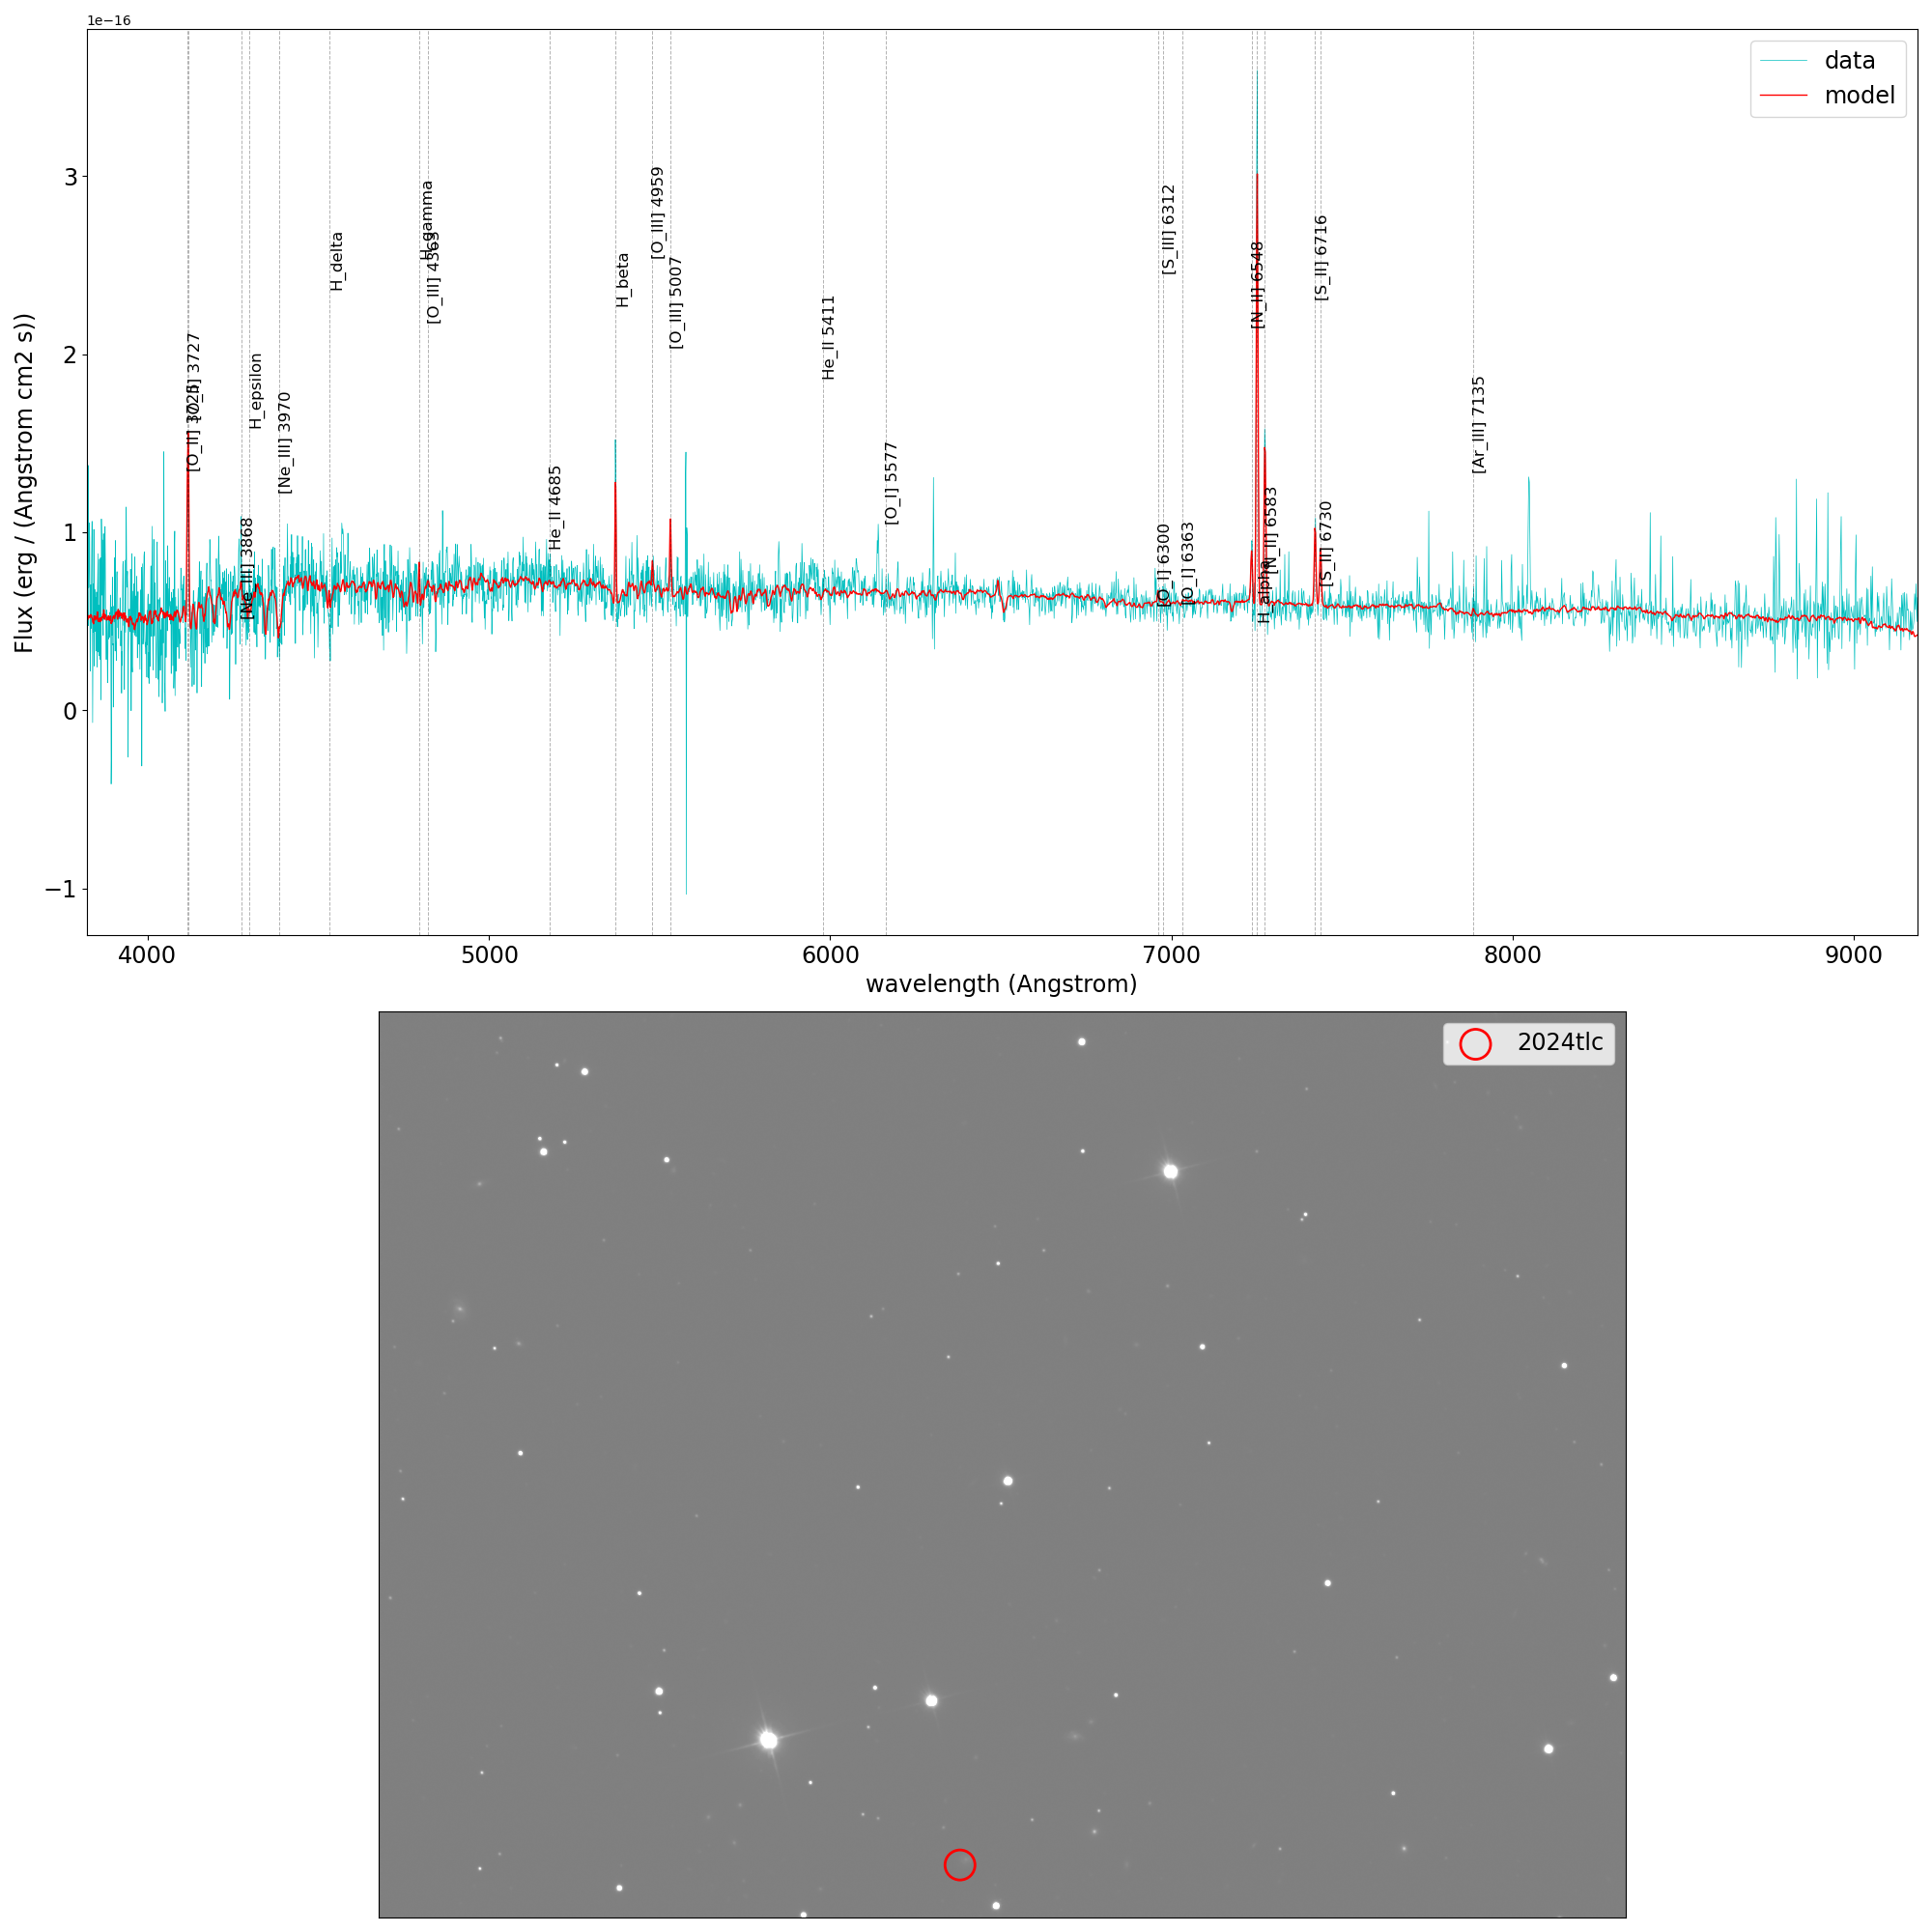 1e−16
data
model
Flux (erg / (Angstrom cm2 s))
3
2
1
0
−1
[O_II] 3727
[Ne_III] 3868
H_epsilon
[Ne_III] 3970
H_delta
H_gamma
[O_III] 4363
He_II 4685
H_beta
[O_III] 4959
[O_III] 5007
He_II 5411
[O_I] 5577
[O_I] 6300
[S_III] 6312
[O_I] 6363
[N_II] 6548
H_alpha
[N_II] 6583
[S_II] 6716
[S_II] 6730
[Ar_III] 7135
4000
5000
6000
7000
8000
9000
wavelength (Angstrom)
2024tlc